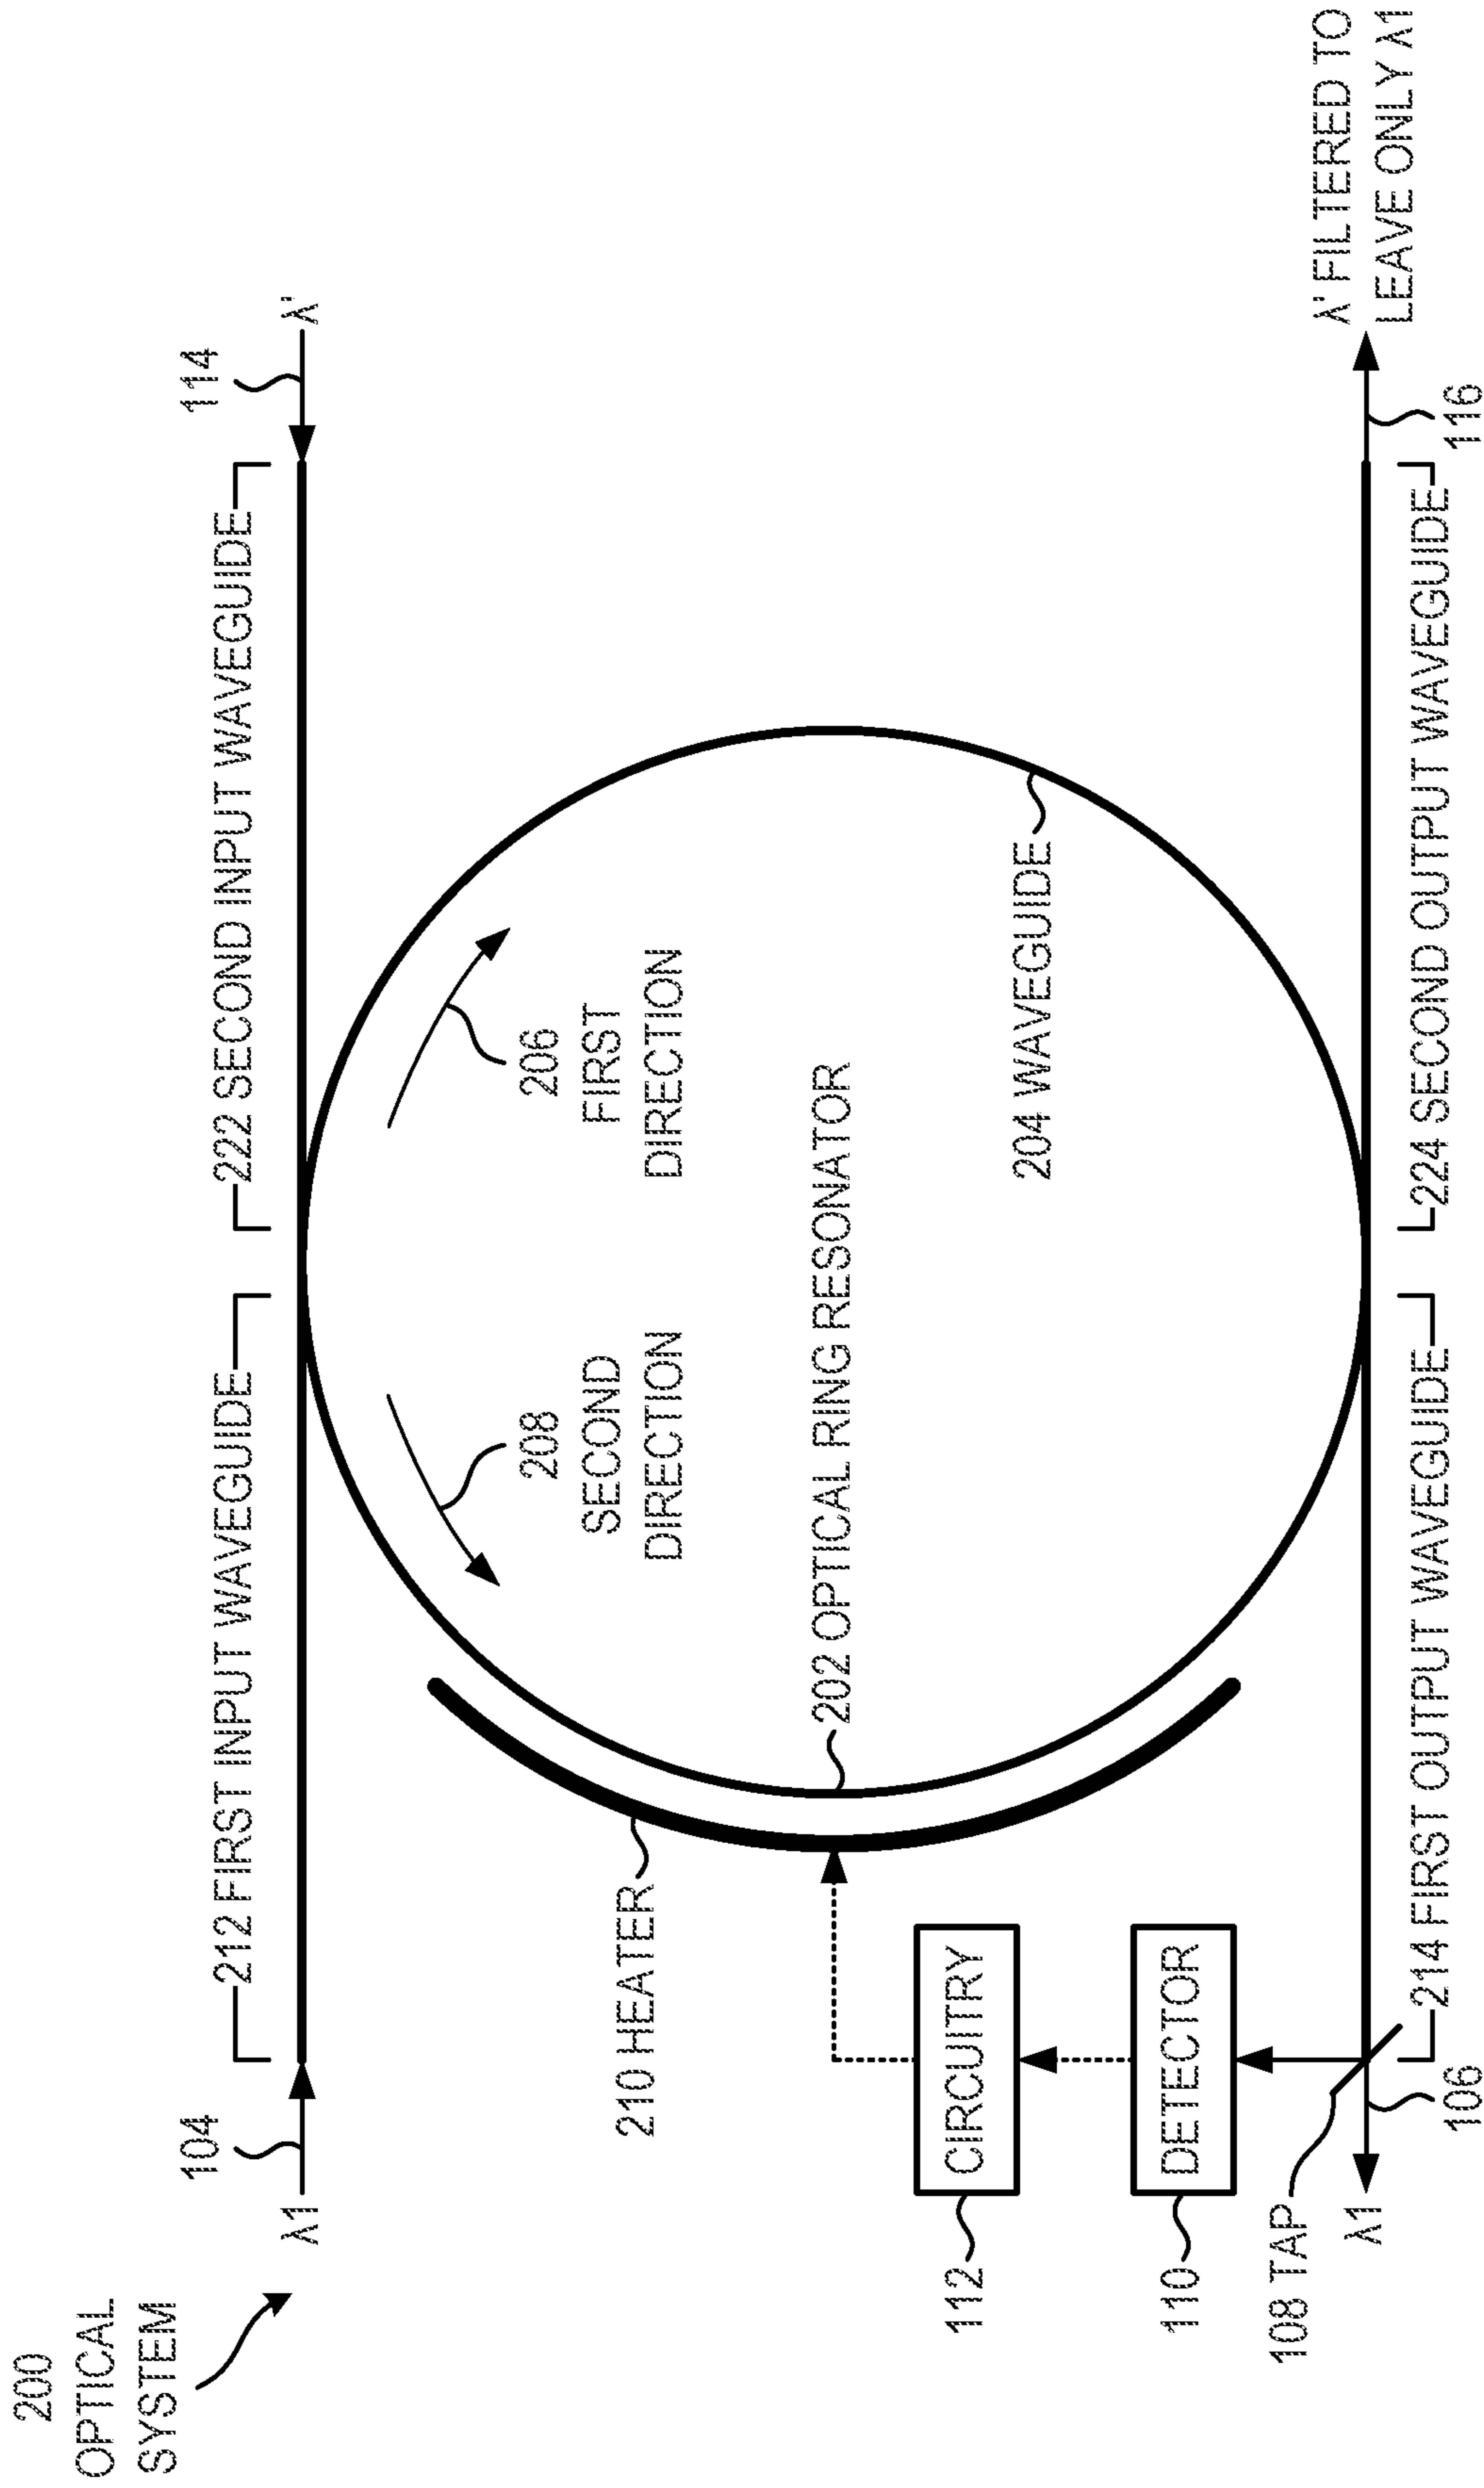 200
OPTICAL
SYSTEM
λ1
104
212 FIRST INPUT WAVEGUIDE
222 SECOND INPUT WAVEGUIDE
114
λ'
208
SECOND
DIRECTION
206
FIRST
DIRECTION
210 HEATER
202 OPTICAL RING RESONATOR
204 WAVEGUIDE
112
CIRCUITRY
110
DETECTOR
108 TAP
λ1
106
214 FIRST OUTPUT WAVEGUIDE
224 SECOND OUTPUT WAVEGUIDE
116
λ' FILTERED TO
LEAVE ONLY λ1